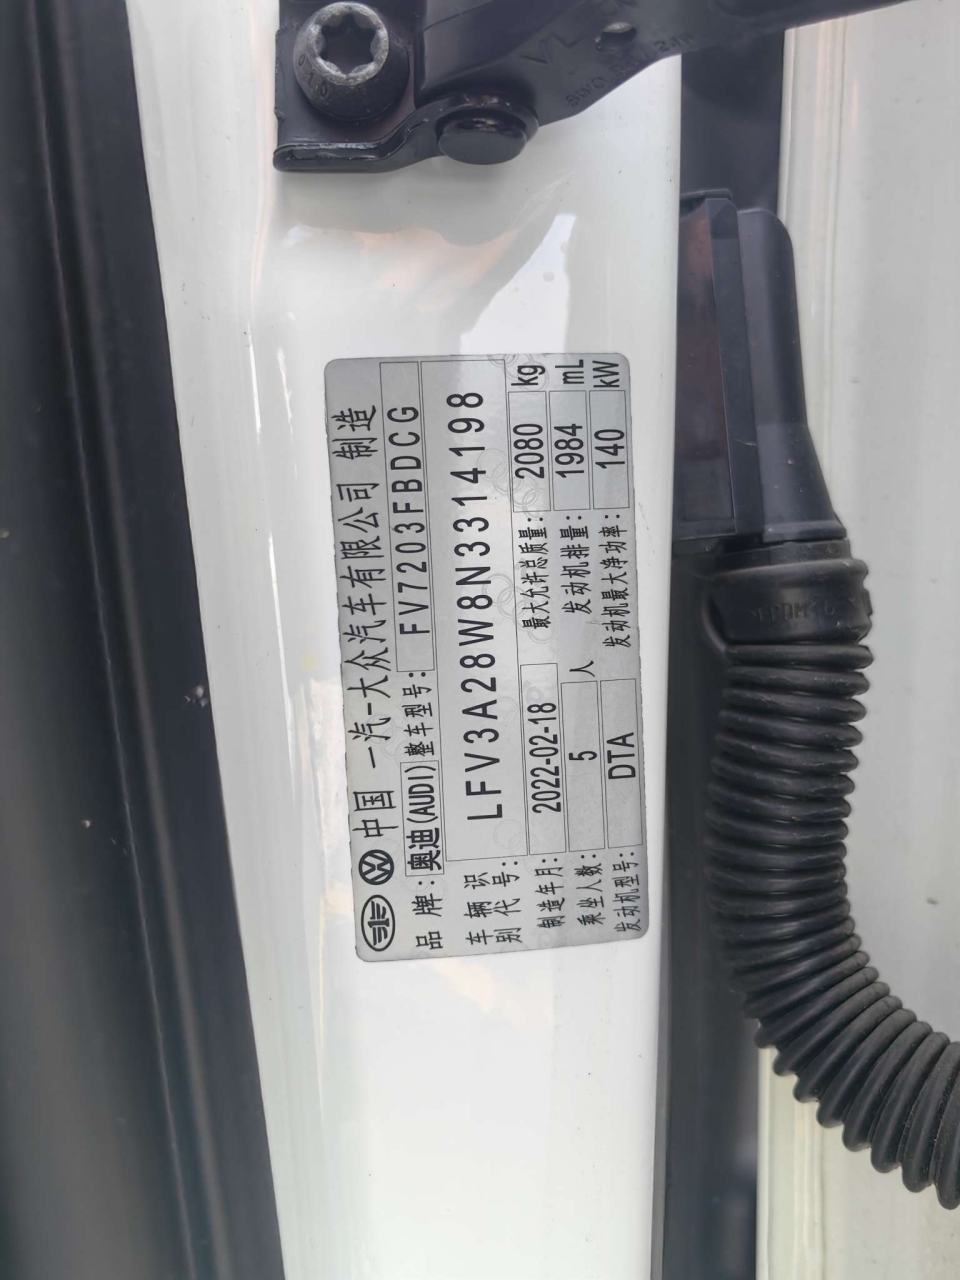 中国 一汽-大众汽车有限公司 制造
品 牌: 奥迪(AUDI) 整车型号: FV7203FBDCG
车辆识别代号: LFV3A28W8N3314198
制造年月: 2022-02-18 最大允许总质量: 2080 kg
乘坐人数: 5 人 发动机排量: 1984 mL
发动机型号: DTA 发动机最大净功率: 140 kW